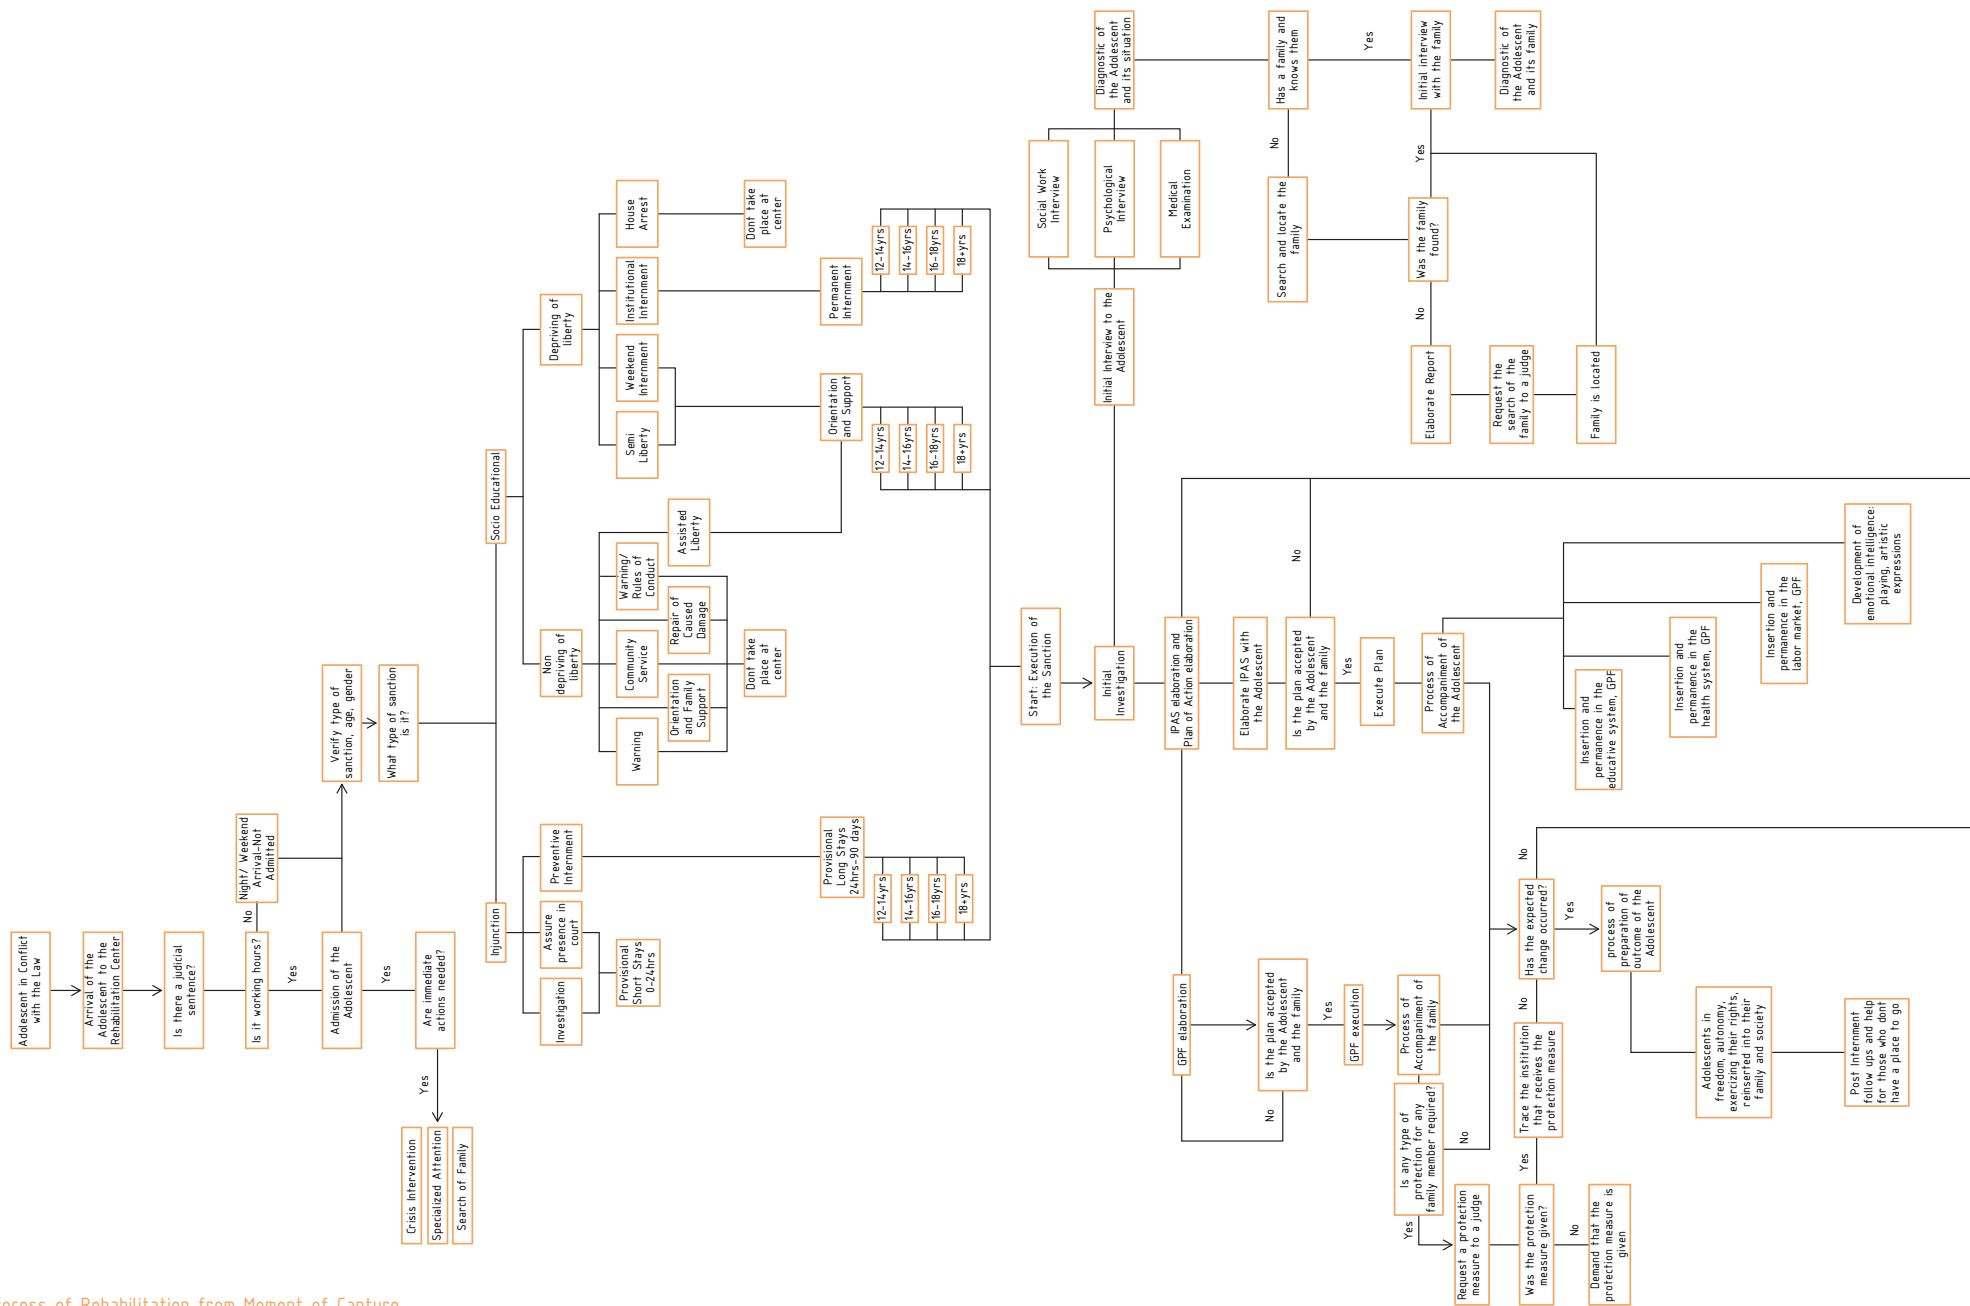 Adolescent in Conflict
with the Law
Arrival of the
Adolescent to the
Rehabilitation Center
Is there a judicial
sentence?
Is it working hours?
No
Night/ Weekend
Arrival-Not
Admitted
Yes
Admission of the
Adolescent
Yes
Are immediate
actions needed?
Yes
Crisis Intervention
Specialized Attention
Search of Family
Verify type of
sanction, age, gender
What type of sanction
is it?
Injunction
Socio Educational
Investigation
Assure
presence in
court
Preventive
Internment
Provisional
Short Stays
0-24hrs
Provisional
Long Stays
24hrs-90 days
12-14yrs
14-16yrs
16-18yrs
18+yrs
Non
depriving of
liberty
Depriving of
liberty
Warning
Orientation
and Family
Support
Community
Service
Repair of
Caused
Damage
Warning/
Rules of
Conduct
Assisted
Liberty
Dont take
place at
center
Semi
Liberty
Weekend
Internment
Institutional
Internment
House
Arrest
Dont take
place at
center
Orientation
and Support
12-14yrs
14-16yrs
16-18yrs
18+yrs
Permanent
Internment
12-14yrs
14-16yrs
16-18yrs
18+yrs
Start: Execution of
the Sanction
Initial
Investigation
Initial Interview to the
Adolescent
Social Work
Interview
Psychological
Interview
Medical
Examination
Diagnostic of
the Adolescent
and its situation
Has a family and
knows them
No
Search and locate the
family
Yes
Was the family
found?
Yes
No
Initial interview
with the family
Diagnostic of
the Adolescent
and its family
Elaborate Report
Request the
search of the
family to a judge
Family is located
IPAS elaboration and
Plan of Action elaboration
Elaborate IPAS with
the Adolescent
Is the plan accepted
by the Adolescent
and the family
No
Yes
Execute Plan
Process of
Accompaniment of
the Adolescent
Insertion and
permanence in the
educative system, GPF
Insertion and
permanence in the
health system, GPF
Insertion and
permanence in the
labor market, GPF
Development of
emotional intelligence:
playing, artistic
expressions
GPF elaboration
Is the plan accepted
by the Adolescent
and the family
No
Yes
GPF execution
Process of
Accompaniment of
the family
Is any type of
protection for any
family member required?
No
Yes
Request a protection
measure to a judge
Was the protection
measure given?
No
Demand that the
protection measure is
given
Yes
Trace the institution
that receives the
protection measure
No
Has the expected
change occurred?
No
Yes
process of
preparation of
outcome of the
Adolescent
Adolescents in
freedom, autonomy,
exercizing their rights,
reinserted into their
family and society
Post Internment
follow ups and help
for those who dont
have a place to go
of Rehabilitation from Moment of Capture